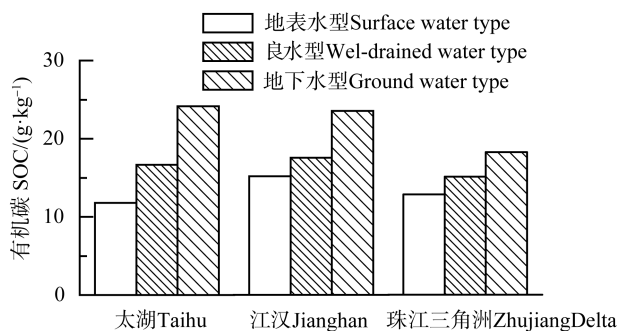 地表水型Surface water type
良水型Wel-drained water type
地下水型Ground water type
有机碳 SOC/(g·kg⁻¹)
30
20
10
0
太湖Taihu
江汉Jianghan
珠江三角洲ZhujiangDelta